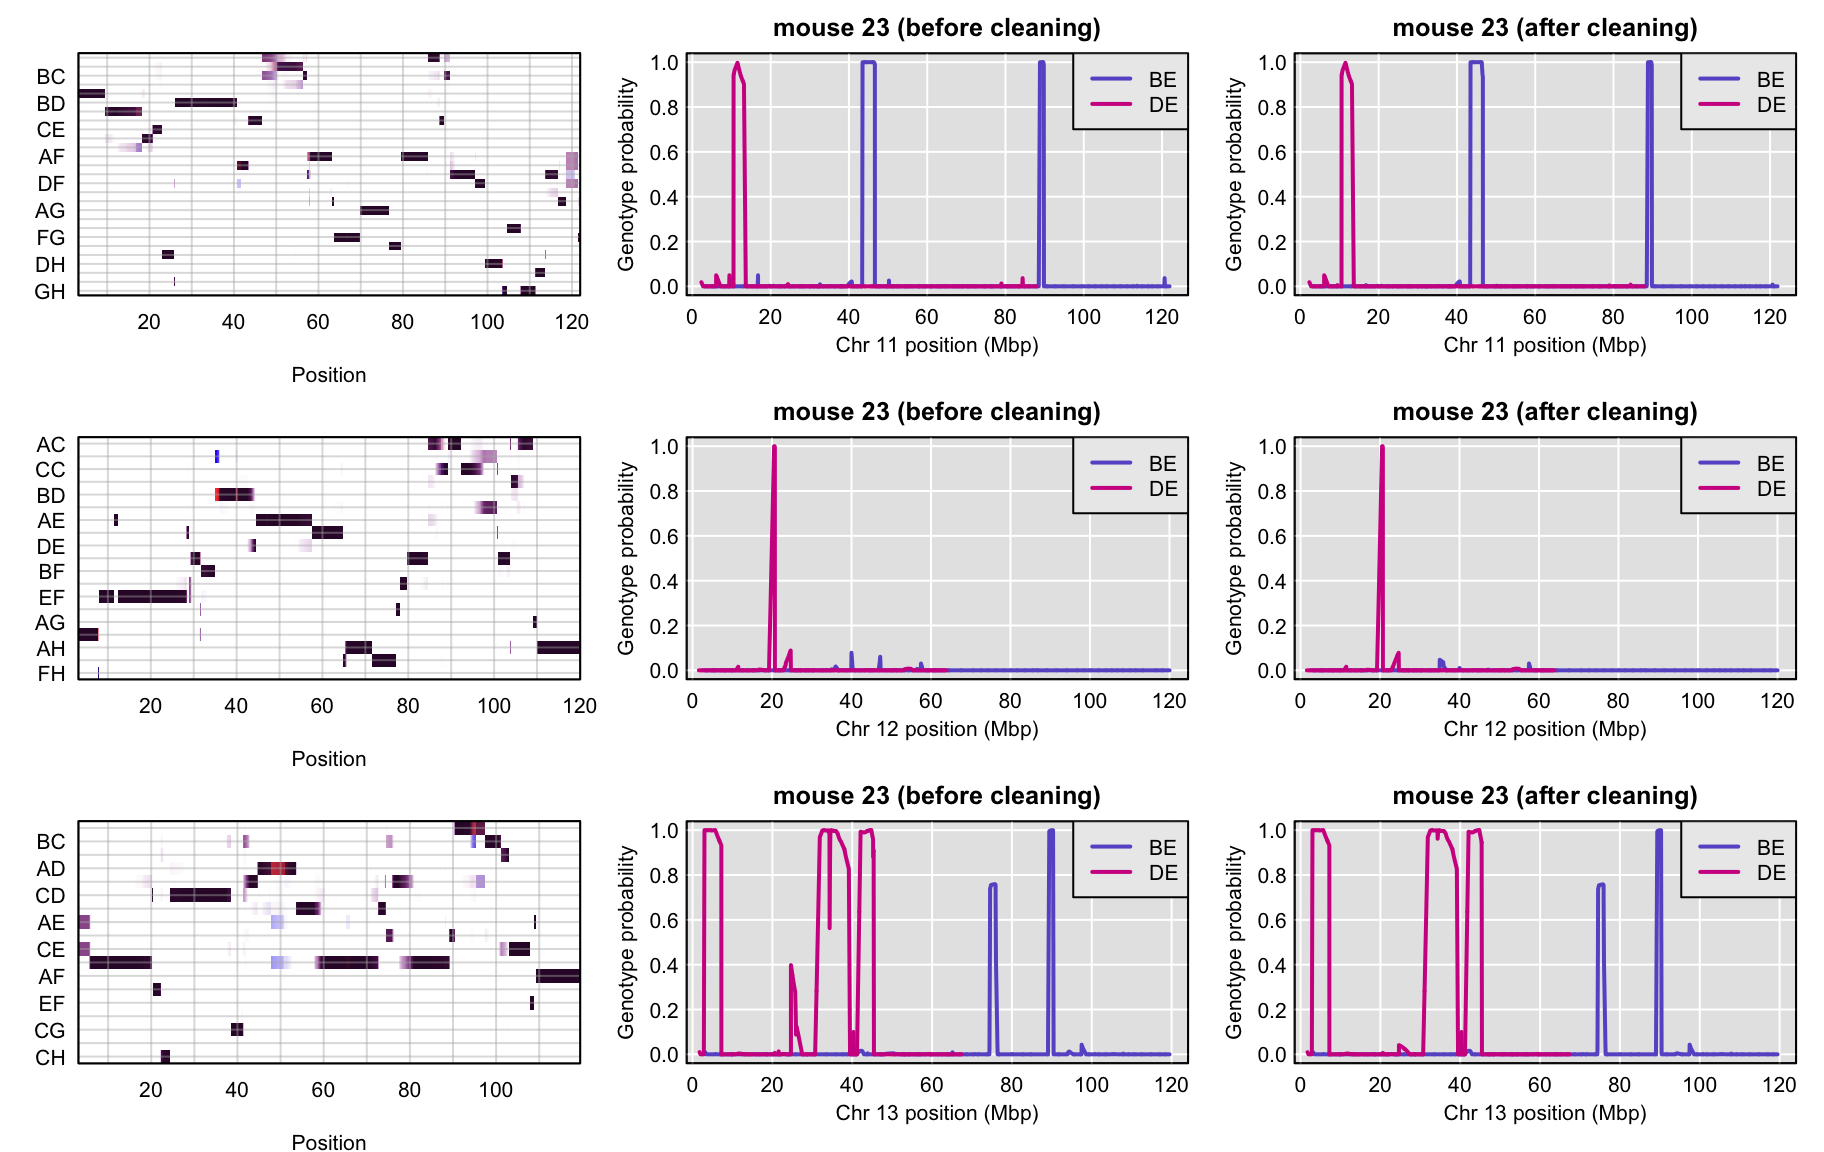 BC
BD
CE
AF
DF
AG
FG
DH
GH
20 40 60 80 100 120
Position
mouse 23 (before cleaning)
1.0
0.8
0.6
0.4
0.2
0.0
Genotype probability
BE
DE
0 20 40 60 80 100 120
Chr 11 position (Mbp)
mouse 23 (after cleaning)
1.0
0.8
0.6
0.4
0.2
0.0
Genotype probability
BE
DE
0 20 40 60 80 100 120
Chr 11 position (Mbp)
AC
CC
BD
AE
DE
BF
EF
AG
AH
FH
20 40 60 80 100 120
Position
mouse 23 (before cleaning)
1.0
0.8
0.6
0.4
0.2
0.0
Genotype probability
BE
DE
0 20 40 60 80 100 120
Chr 12 position (Mbp)
mouse 23 (after cleaning)
1.0
0.8
0.6
0.4
0.2
0.0
Genotype probability
BE
DE
0 20 40 60 80 100 120
Chr 12 position (Mbp)
BC
AD
CD
AE
CE
AF
EF
CG
CH
20 40 60 80 100
Position
mouse 23 (before cleaning)
1.0
0.8
0.6
0.4
0.2
0.0
Genotype probability
BE
DE
0 20 40 60 80 100 120
Chr 13 position (Mbp)
mouse 23 (after cleaning)
1.0
0.8
0.6
0.4
0.2
0.0
Genotype probability
BE
DE
0 20 40 60 80 100 120
Chr 13 position (Mbp)